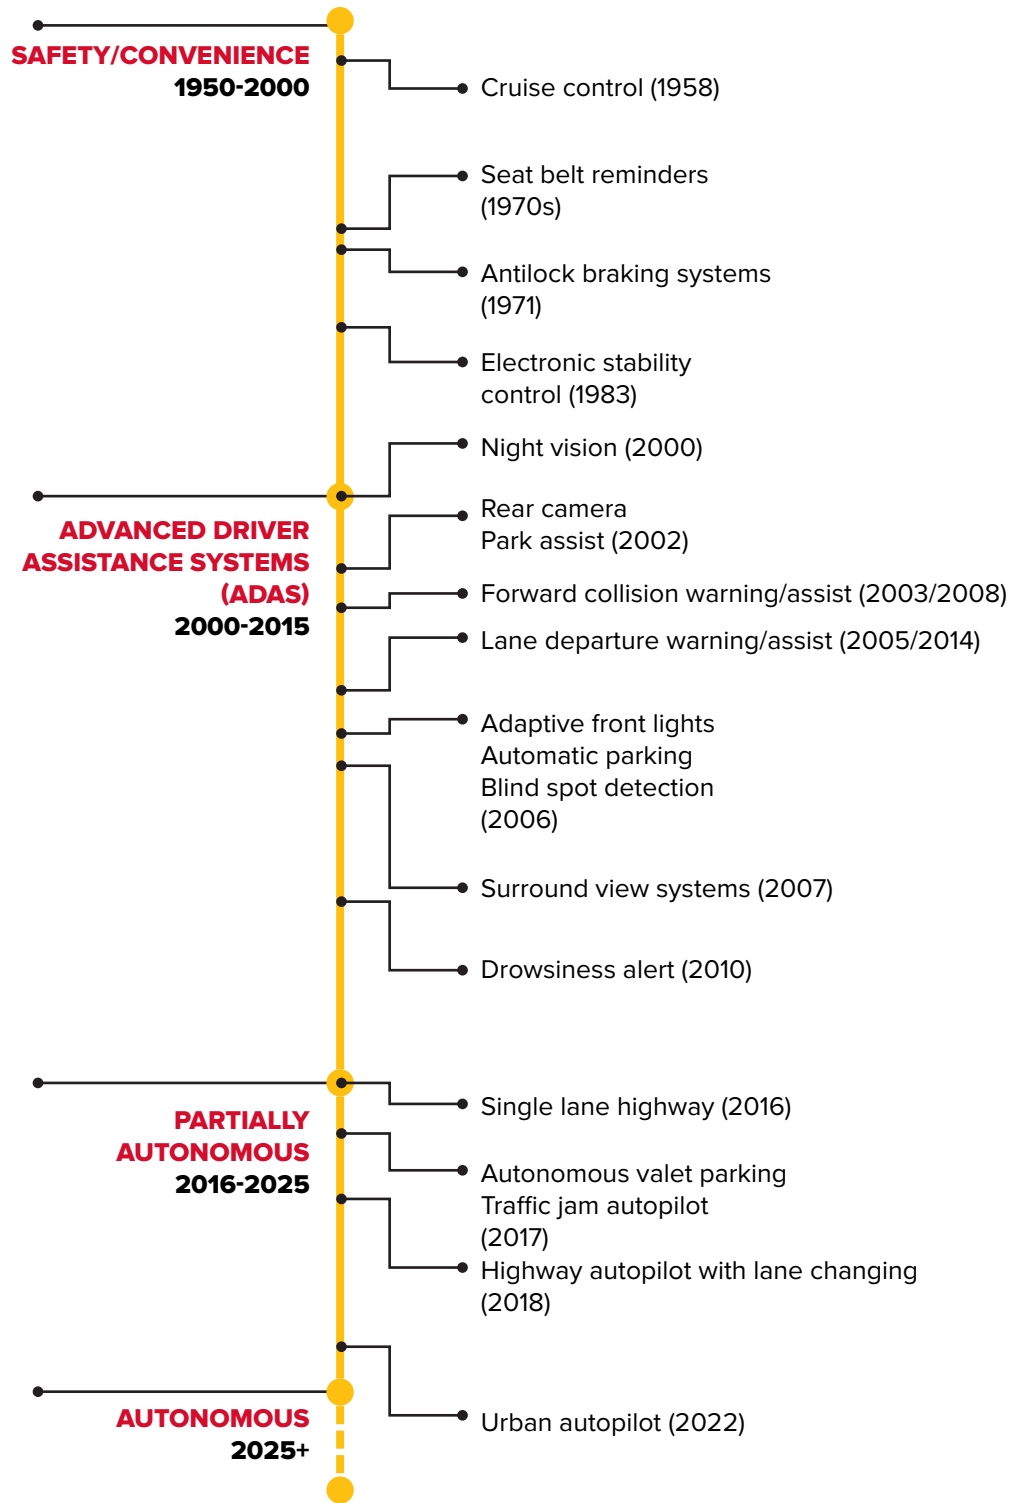 SAFETY/CONVENIENCE
1950-2000
Cruise control (1958)
Seat belt reminders
(1970s)
Antilock braking systems
(1971)
Electronic stability
control (1983)
Night vision (2000)
ADVANCED DRIVER
ASSISTANCE SYSTEMS
(ADAS)
2000-2015
Rear camera
Park assist (2002)
Forward collision warning/assist (2003/2008)
Lane departure warning/assist (2005/2014)
Adaptive front lights
Automatic parking
Blind spot detection
(2006)
Surround view systems (2007)
Drowsiness alert (2010)
PARTIALLY
AUTONOMOUS
2016-2025
Single lane highway (2016)
Autonomous valet parking
Traffic jam autopilot
(2017)
Highway autopilot with lane changing
(2018)
AUTONOMOUS
2025+
Urban autopilot (2022)